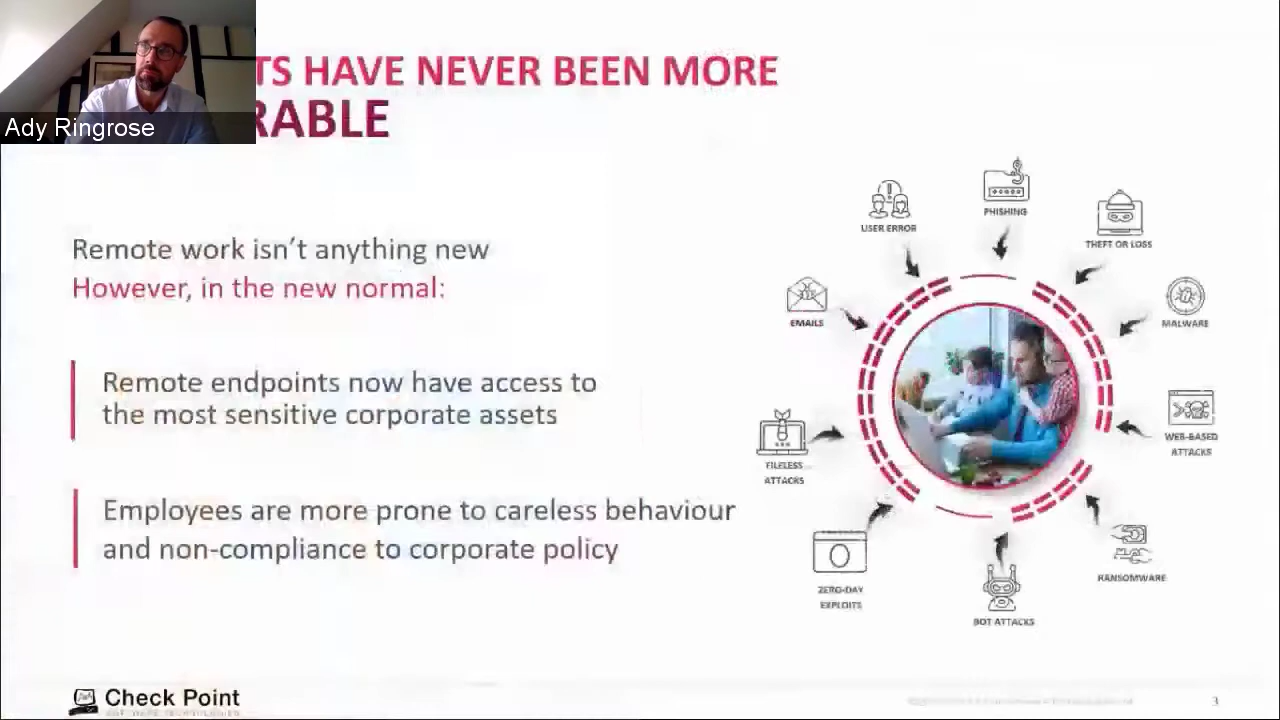 TS HAVE NEVER BEEN MORE
RABLE
Ady Ringrose
Remote work isn't anything new
However, in the new normal:
Remote endpoints now have access to
the most sensitive corporate assets
Employees are more prone to careless behaviour
and non-compliance to corporate policy
USER ERROR
PHISHING
THEFT OR LOSS
EMAILS
MALWARE
FILELESS
ATTACKS
WEB-BASED
ATTACKS
ZERO-DAY
EXPLOITS
BOT ATTACKS
RANSOMWARE
Check Point
SOFTWARE TECHNOLOGIES
3